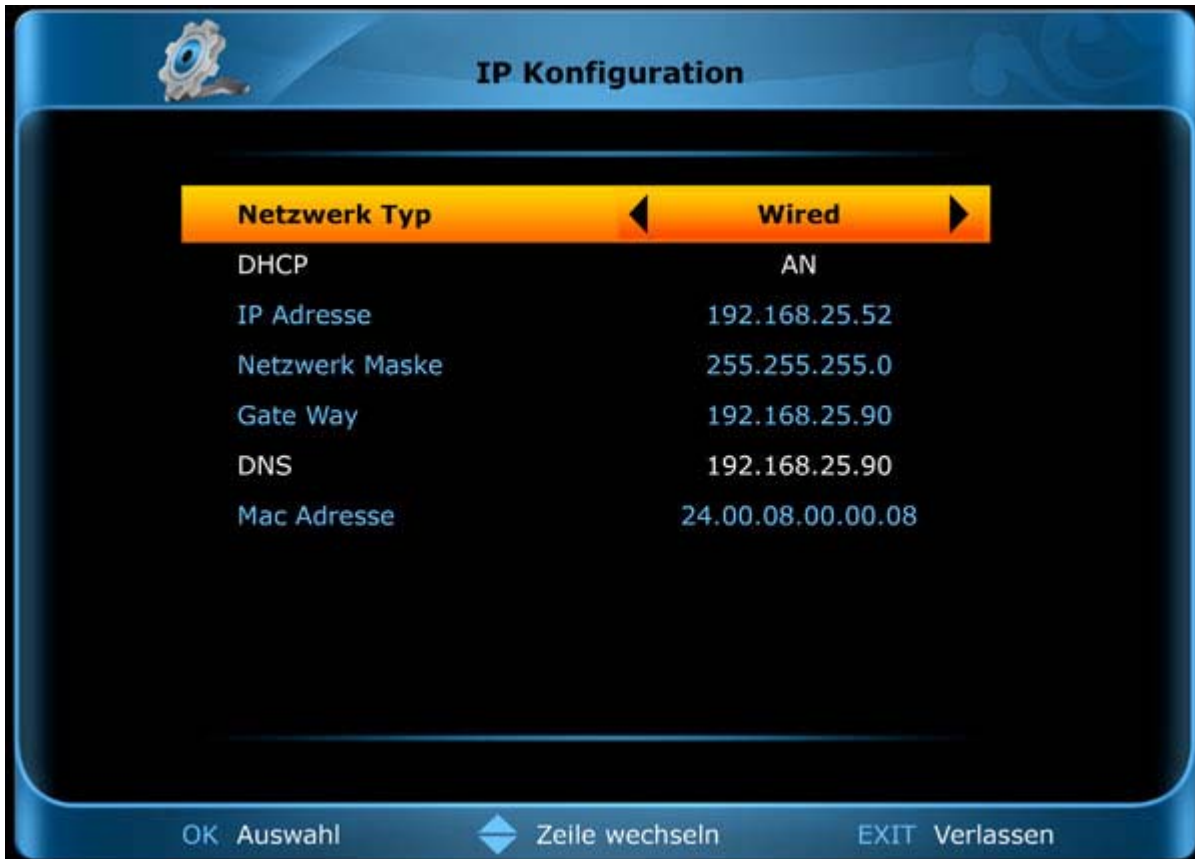 IP Konfiguration
Netzwerk Typ Wired
DHCP AN
IP Adresse 192.168.25.52
Netzwerk Maske 255.255.255.0
Gate Way 192.168.25.90
DNS 192.168.25.90
Mac Adresse 24.00.08.00.00.08
OK Auswahl Zeile wechseln EXIT Verlassen